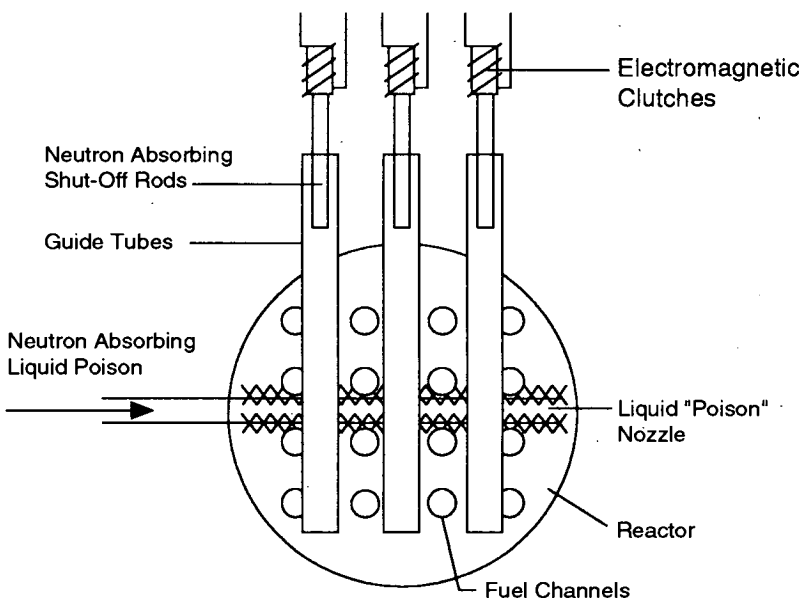 Electromagnetic
Clutches
Neutron Absorbing
Shut-Off Rods
Guide Tubes
Neutron Absorbing
Liquid Poison
Liquid "Poison"
Nozzle
Reactor
Fuel Channels